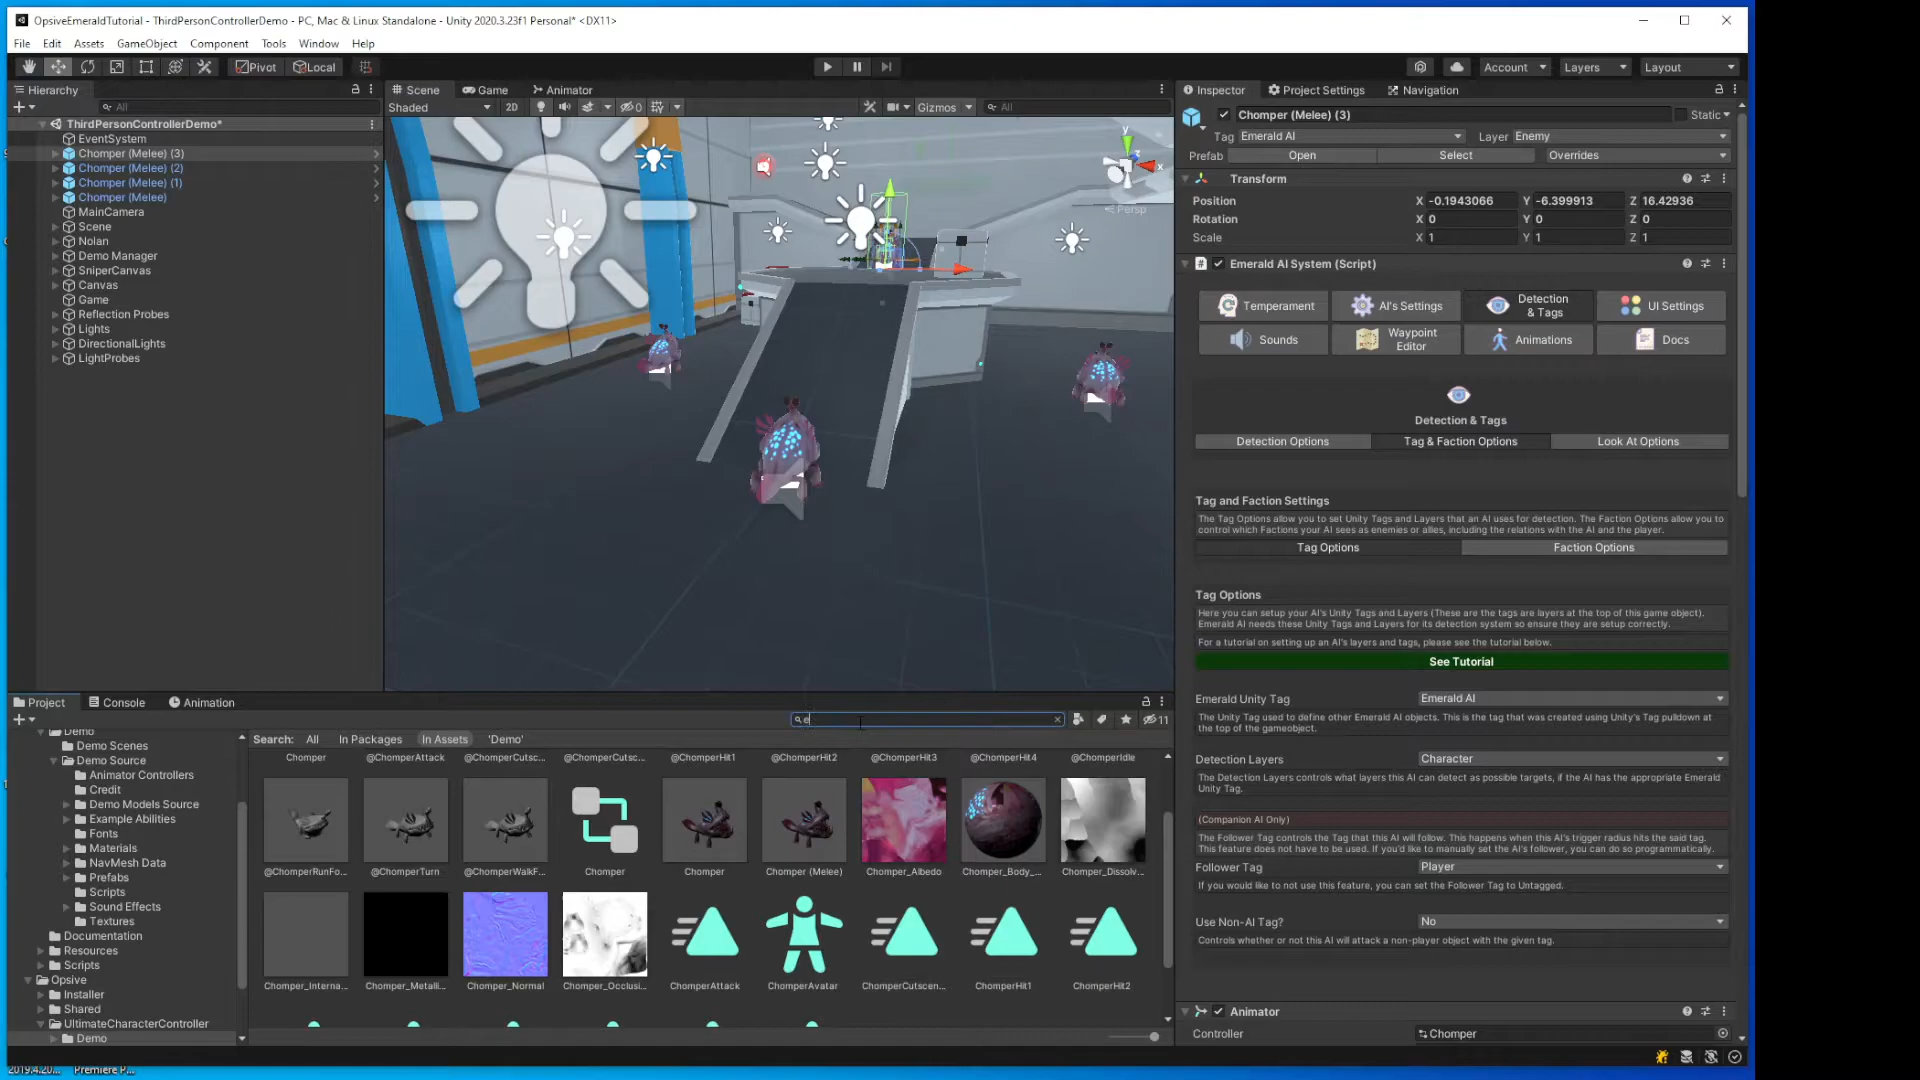 OpsiveEmeraldTutorial - ThirdPersonControllerDemo - PC, Mac & Linux Standalone - Unity 2020.3.23f1 Personal* <DX11>
File Edit Assets GameObject Component Tools Window Help
Pivot Local Account Layers Layout
Hierarchy
All
ThirdPersonControllerDemo*
EventSystem
Chomper (Melee) (3)
Chomper (Melee) (2)
Chomper (Melee) (1)
Chomper (Melee)
MainCamera
Scene
Nolan
Demo Manager
SniperCanvas
Canvas
Game
Reflection Probes
Lights
DirectionalLights
LightProbes
Scene Game Animator
Shaded 2D 0 Gizmos All
y
x
Persp
Inspector Project Settings Navigation
Chomper (Melee) (3) Static
Tag Emerald AI Layer Enemy
Prefab Open Select Overrides
Transform
Position X -0.1943066 Y -6.399913 Z 16.42936
Rotation X 0 Y 0 Z 0
Scale X 1 Y 1 Z 1
Emerald AI System (Script)
Temperament AI's Settings Detection & Tags UI Settings
Sounds Waypoint Editor Animations Docs
Detection & Tags
Detection Options Tag & Faction Options Look At Options
Tag and Faction Settings
The Tag Options allow you to set Unity Tags and Layers that an AI uses for detection. The Faction Options allow you to
control which Factions your AI sees as enemies or allies, including the relations with the AI and the player.
Tag Options Faction Options
Tag Options
Here you can setup your AI's Unity Tags and Layers (These are the tags are layers at the top of this game object).
Emerald AI needs these Unity Tags and Layers for its detection system so ensure they are setup correctly.
For a tutorial on setting up an AI's layers and tags, please see the tutorial below.
See Tutorial
Emerald Unity Tag Emerald AI
The Unity Tag used to define other Emerald AI objects. This is the tag that was created using Unity's Tag pulldown at
the top of the gameobject.
Detection Layers Character
The Detection Layers controls what layers this AI can detect as possible targets, if the AI has the appropriate Emerald
Unity Tag.
(Companion AI Only)
The Follower Tag controls the Tag that this AI will follow. This happens when this AI's trigger radius hits the said tag.
This feature does not have to be used. If you'd like to manually set the AI's follower, you can do so programmatically.
Follower Tag Player
If you would like to not use this feature, you can set the Follower Tag to Untagged.
Use Non-AI Tag? No
Controls whether or not this AI will attack a non-player object with the given tag.
Animator
Controller Chomper
Project Console Animation
e
11
Search: All In Packages In Assets 'Demo'
Demo
Demo Scenes
Demo Source
Animator Controllers
Credit
Demo Models Source
Example Abilities
Fonts
Materials
NavMesh Data
Prefabs
Scripts
Sound Effects
Textures
Documentation
Resources
Scripts
Opsive
Installer
Shared
UltimateCharacterController
Demo
Chomper @ChomperAttack @ChomperCutsc... @ChomperCutsc... @ChomperHit1 @ChomperHit2 @ChomperHit3 @ChomperHit4 @ChomperIdle
@ChomperRunFo... @ChomperTurn @ChomperWalkF... Chomper Chomper Chomper (Melee) Chomper_Albedo Chomper_Body_... Chomper_Dissolv...
Chomper_Interna... Chomper_Metalli... Chomper_Normal Chomper_Occlusi... ChomperAttack ChomperAvatar ChomperCutscen... ChomperHit1 ChomperHit2
2019.4.20... Premiere P...